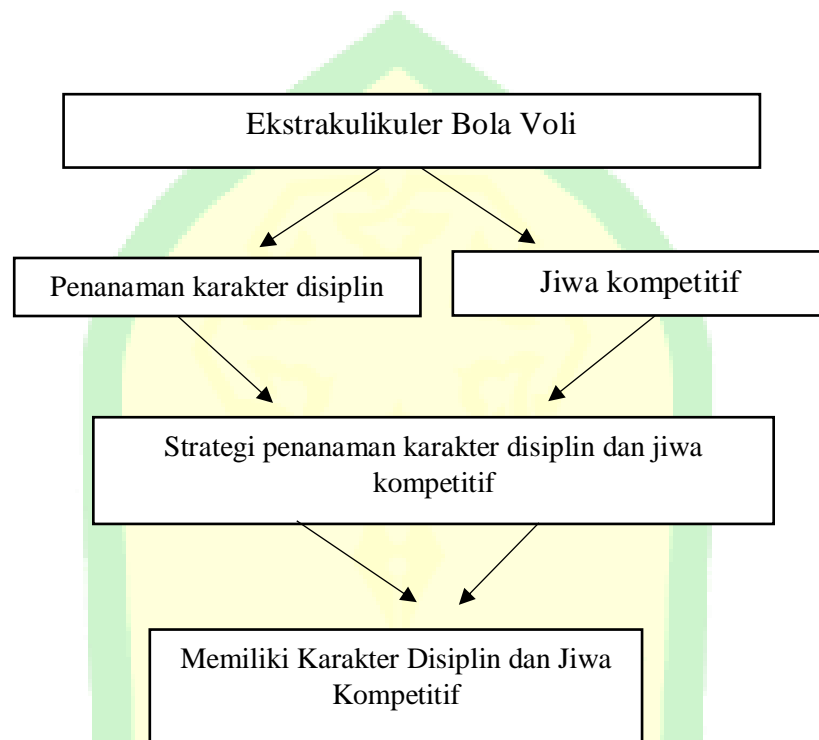 Ekstrakulikuler Bola Voli
Penanaman karakter disiplin
Jiwa kompetitif
Strategi penanaman karakter disiplin dan jiwa
kompetitif
Memiliki Karakter Disiplin dan Jiwa
Kompetitif